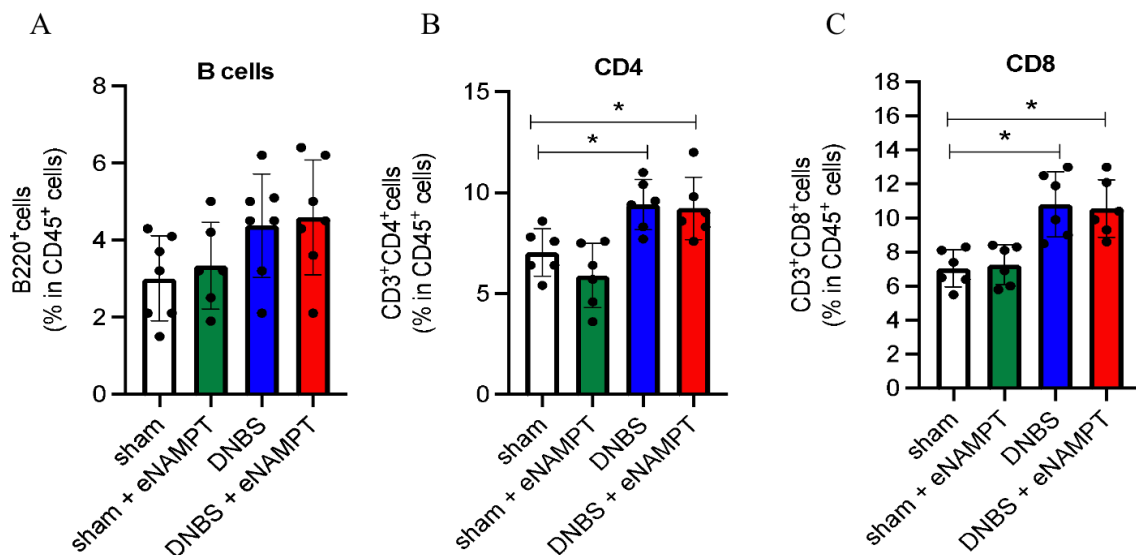 A
B cells
B220⁺cells
(% in CD45⁺ cells)
8
6
4
2
0
sham
sham + eNAMPT
DNBS
DNBS + eNAMPT
B
CD4
CD3⁺CD4⁺cells
(% in CD45⁺ cells)
15
10
5
0
*
*
sham
sham + eNAMPT
DNBS
DNBS + eNAMPT
C
CD8
CD3⁺CD8⁺cells
(% in CD45⁺ cells)
18
16
14
12
10
8
6
4
2
0
*
*
sham
sham + eNAMPT
DNBS
DNBS + eNAMPT